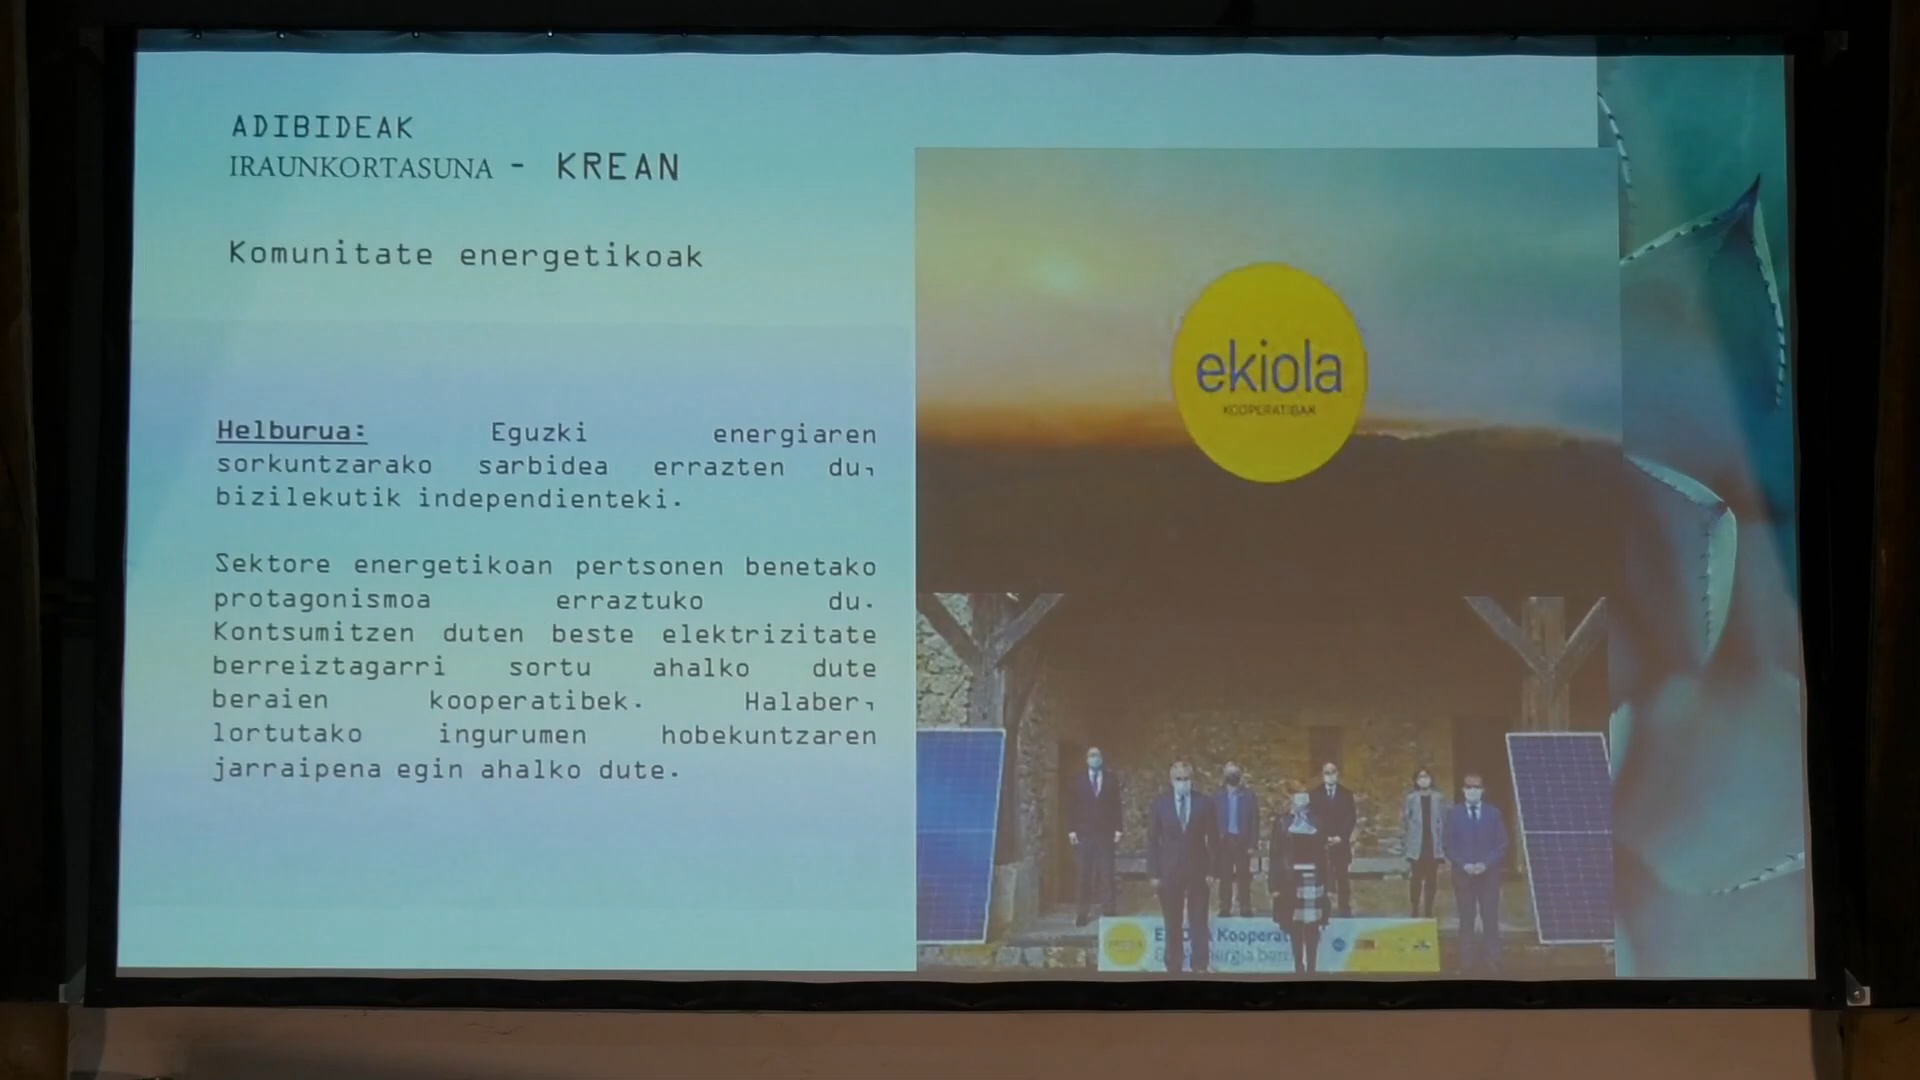 ADIBIDEAK
IRAUNKORTASUNA - KREAN
Komunitate energetikoak
Helburua: Eguzki energiaren
sorkuntzarako sarbidea errazten du,
bizilekutik independienteki.
Sektore energetikoan pertsonen benetako
protagonismoa erraztuko du.
Kontsumitzen duten beste elektrizitate
berreiztagarri sortu ahalko dute
beraien kooperatibek. Halaber,
lortutako ingurumen hobekuntzaren
jarraipena egin ahalko dute.
ekiola
KOOPERATIBAK
Kooperat